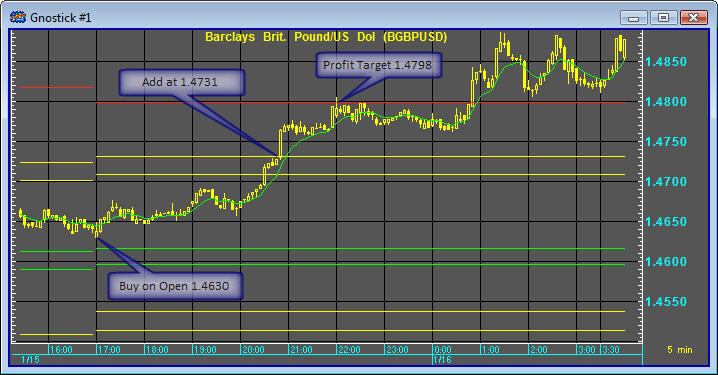 Gnostick #1
Barclays Brit. Pound/US Dol (BGBPUSD)
Profit Target 1.4798
Add at 1.4731
Buy on Open 1.4630
1.4850
1.4800
1.4750
1.4700
1.4650
1.4600
1.4550
16:00 17:00 18:00 19:00 20:00 21:00 22:00 23:00 0:00 1:00 2:00 3:00 3:30
5 min
1/15 1/16